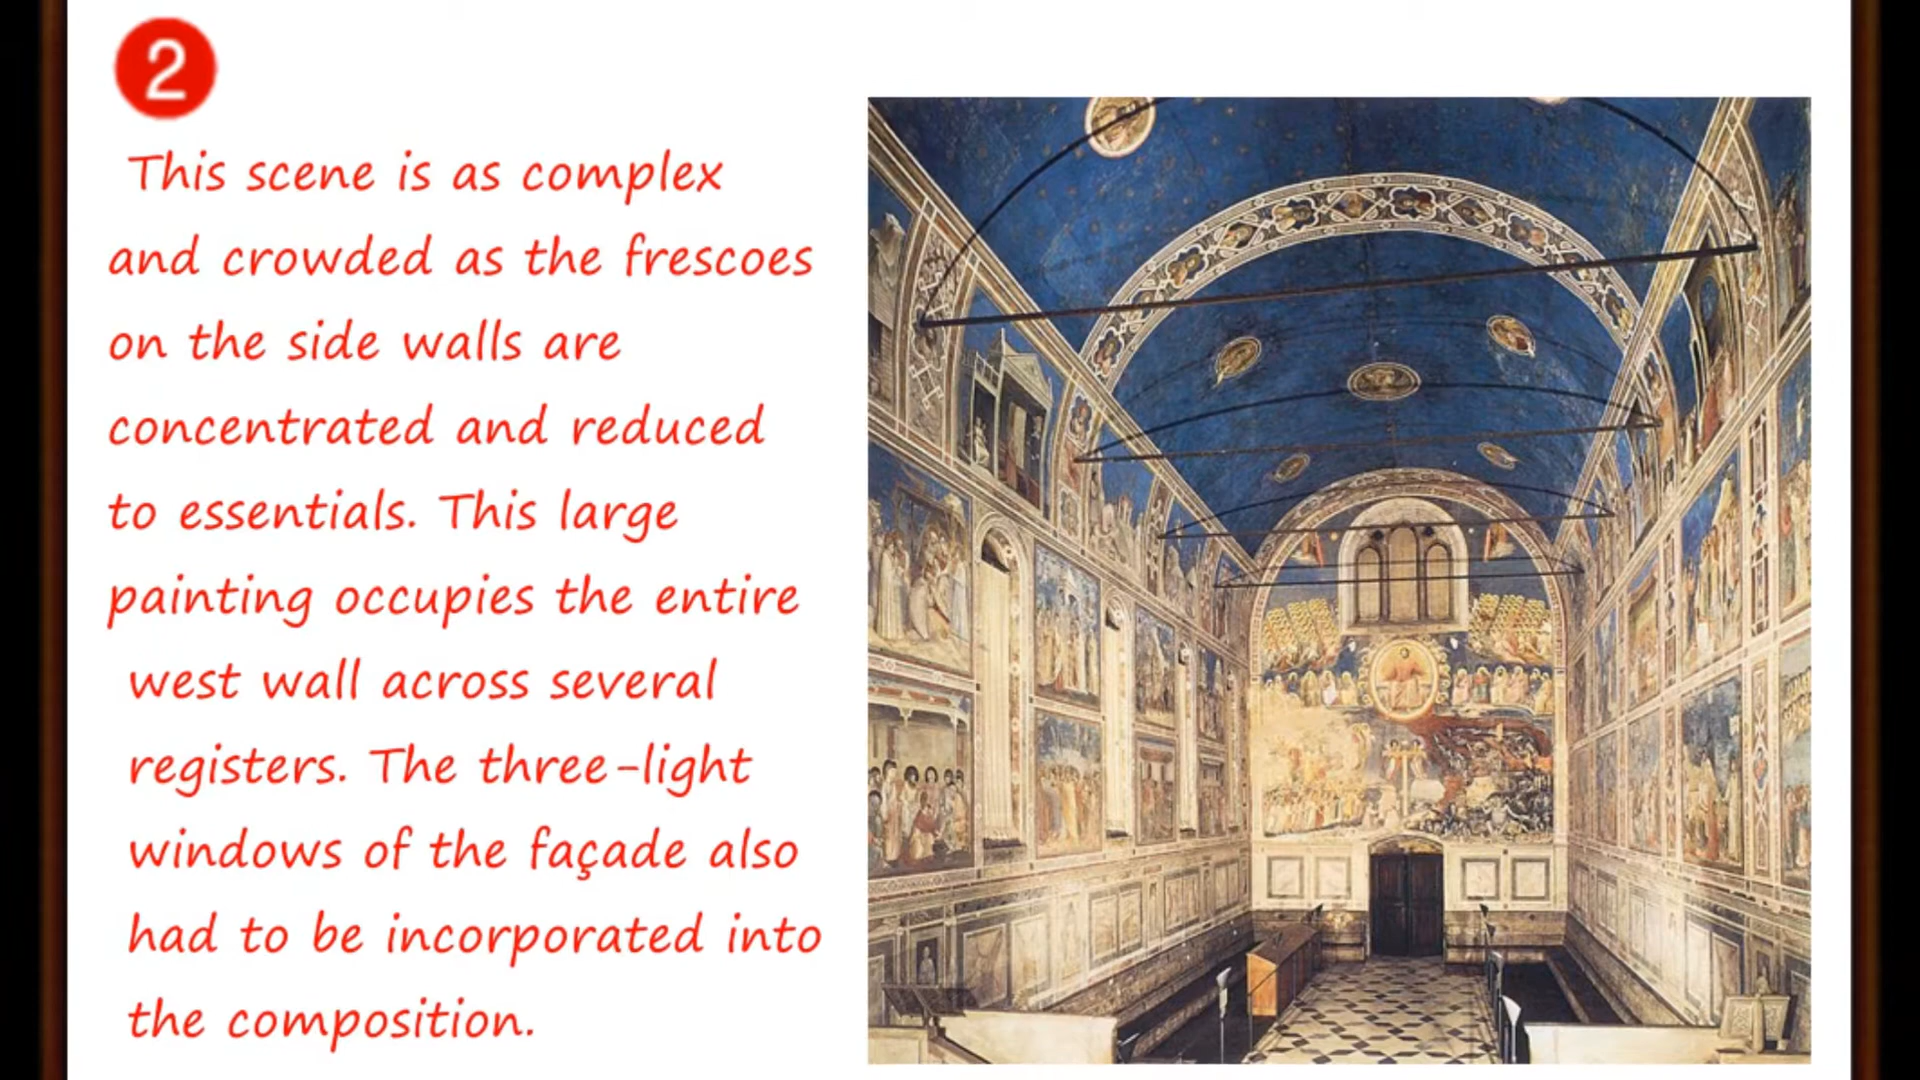 2
This scene is as complex
and crowded as the frescoes
on the side walls are
concentrated and reduced
to essentials. This large
painting occupies the entire
west wall across several
registers. The three-light
windows of the façade also
had to be incorporated into
the composition.